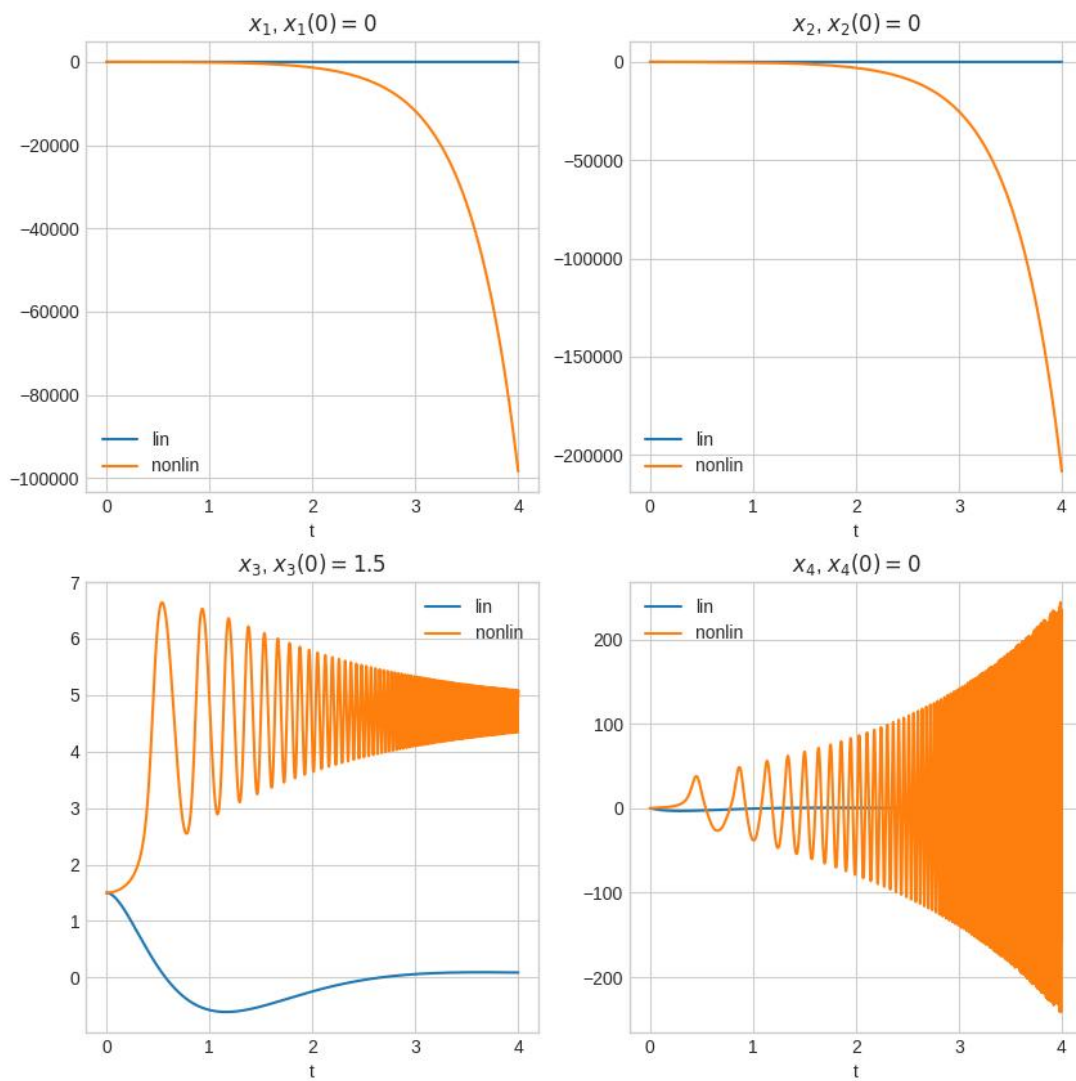 x₁, x₁(0) = 0
0
−20000
−40000
−60000
−80000
−100000
lin
nonlin
0 1 2 3 4
t
x₂, x₂(0) = 0
0
−50000
−100000
−150000
−200000
lin
nonlin
0 1 2 3 4
t
x₃, x₃(0) = 1.5
7
6
5
4
3
2
1
0
lin
nonlin
0 1 2 3 4
t
x₄, x₄(0) = 0
200
100
0
−100
−200
lin
nonlin
0 1 2 3 4
t